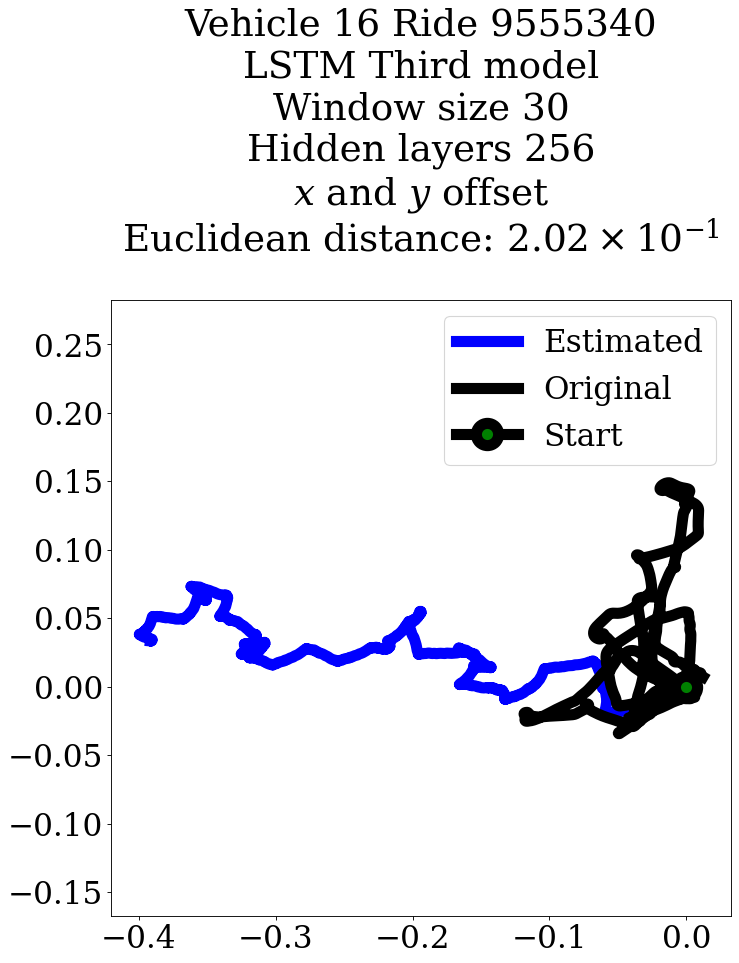 Vehicle 16 Ride 9555340
LSTM Third model
Window size 30
Hidden layers 256
x and y offset
Euclidean distance: 2.02 × 10⁻¹
Estimated
Original
Start
0.25
0.20
0.15
0.10
0.05
0.00
−0.05
−0.10
−0.15
−0.4 −0.3 −0.2 −0.1 0.0